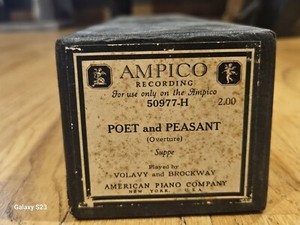 AMPICO
RECORDING
For use only on the Ampico
50977-H 2.00
POET and PEASANT
(Overture)
Suppe
Played by
VOLAVY and BROCKWAY
AMERICAN PIANO COMPANY
NEW YORK, U.S.A.
Galaxy S23